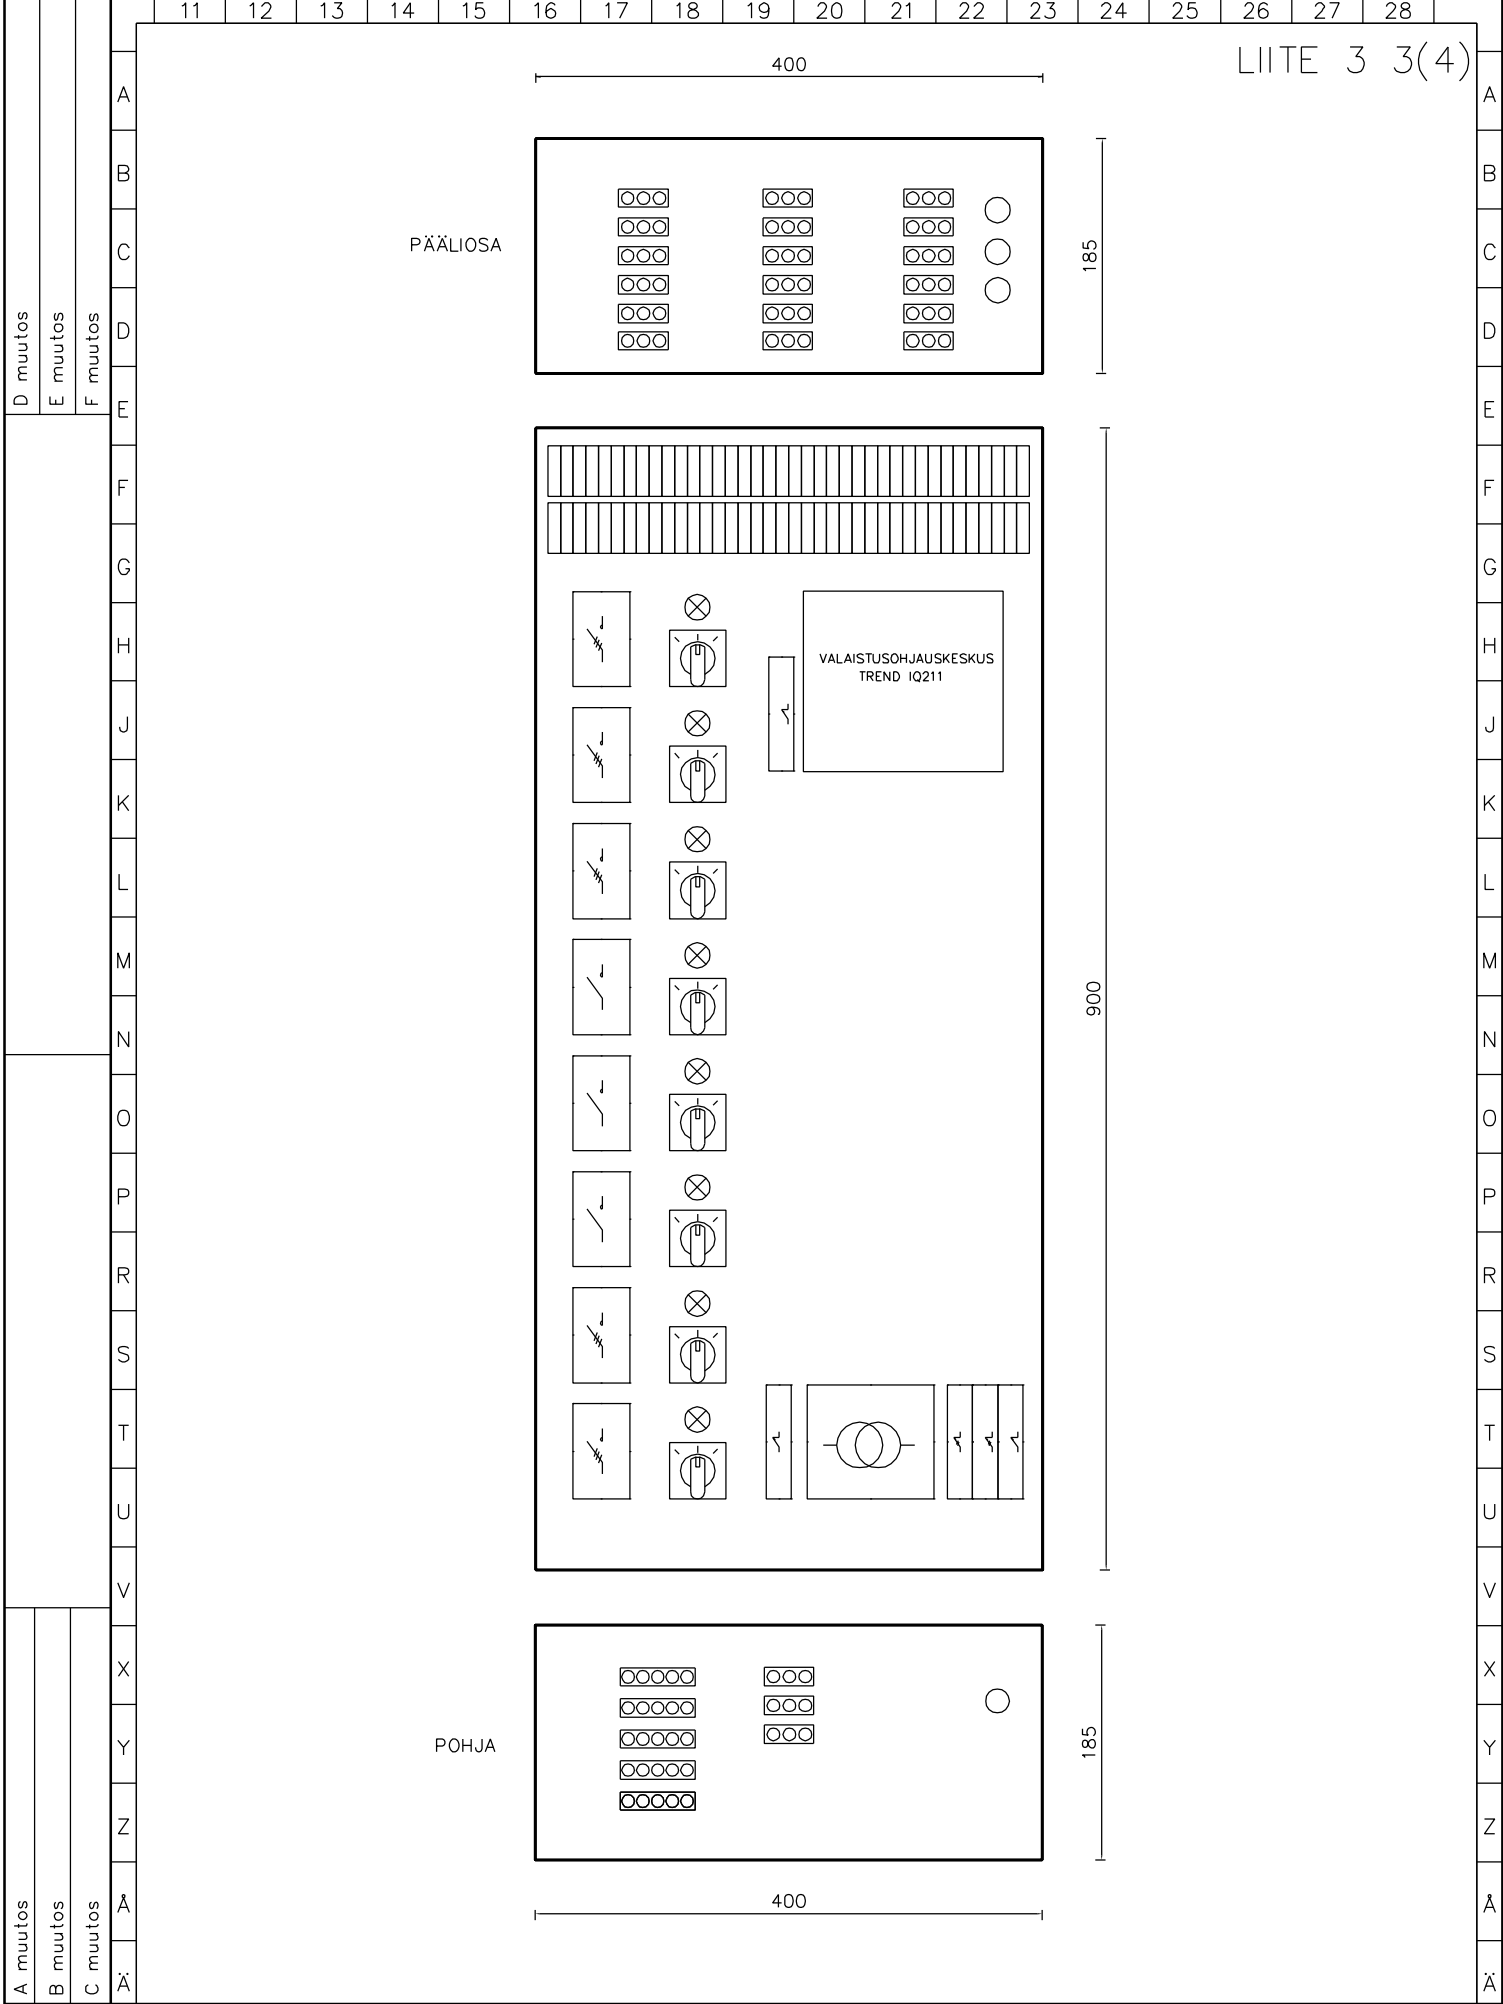 11 12 13 14 15 16 17 18 19 20 21 22 23 24 25 26 27 28
LIITE 3 3(4)
400
A A
B B
PÄÄLIOSA
185
C C
D D
D muutos
E muutos
F muutos
E E
F F
G G
H H
VALAISTUSOHJAUSKESKUS
TREND IQ211
J J
K K
L L
M M
900
N N
O O
P P
R R
S S
T T
U U
V V
X X
POHJA
185
Y Y
Z Z
400
Å Å
A muutos
B muutos
C muutos
Ä Ä